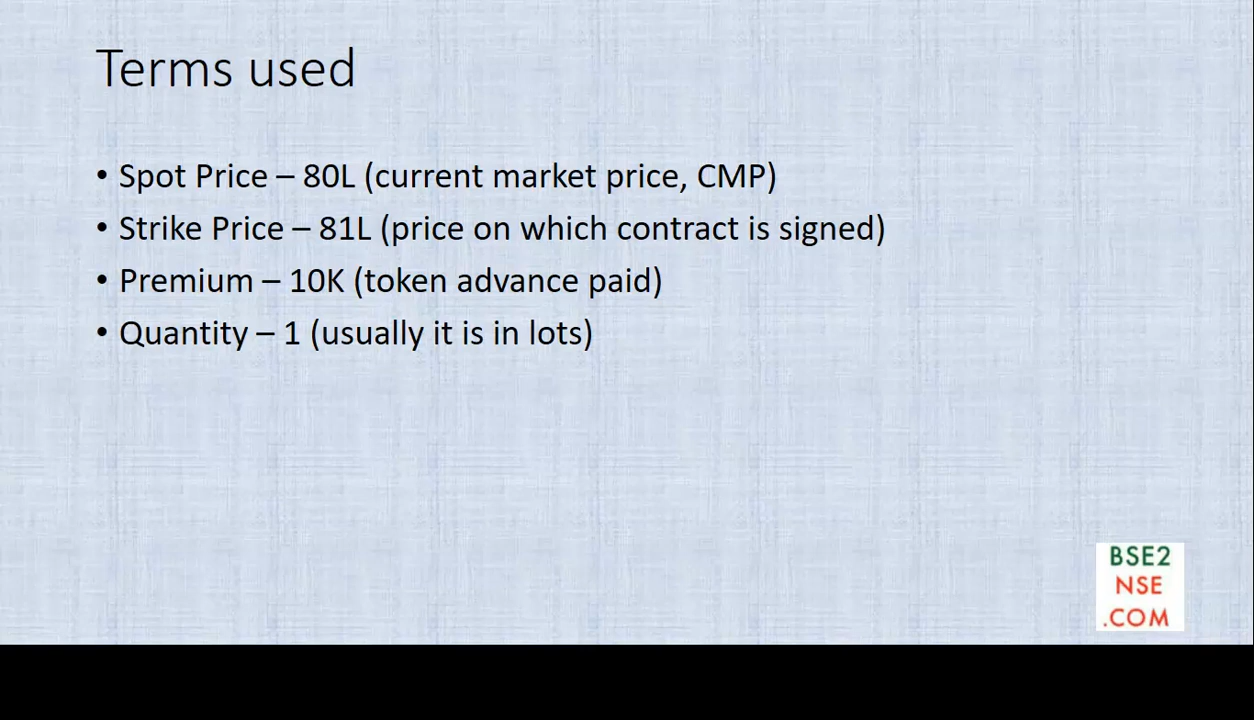 Terms used
• Spot Price – 80L (current market price, CMP)
• Strike Price – 81L (price on which contract is signed)
• Premium – 10K (token advance paid)
• Quantity – 1 (usually it is in lots)
BSE2
NSE
.COM